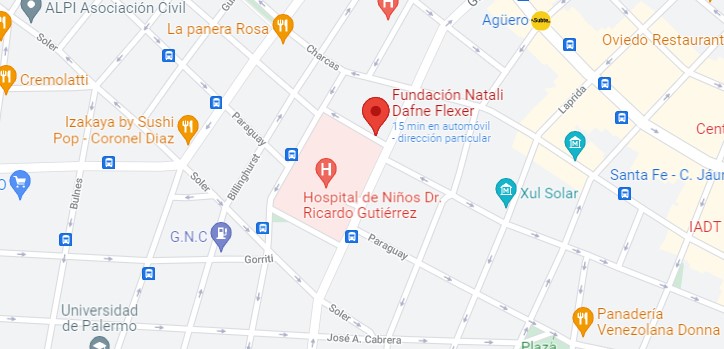 ALPI Asociación Civil
La panera Rosa
Soler
Charcas
Agüero
Subte
Oviedo Restaurant
Cremolatti
Fundación Natali
Dafne Flexer
15 min en automóvil
- dirección particular
Laprida
Izakaya by Sushi
Pop - Coronel Diaz
Paraguay
Billinghurst
Soler
Bulnes
Cent
H
Hospital de Niños Dr.
Ricardo Gutiérrez
Xul Solar
Santa Fe - C. Jáur
IADT
G.N.C
Paraguay
Gorriti
Soler
Universidad
de Palermo
José A. Cabrera
Panadería
Venezolana Donna
Plaza